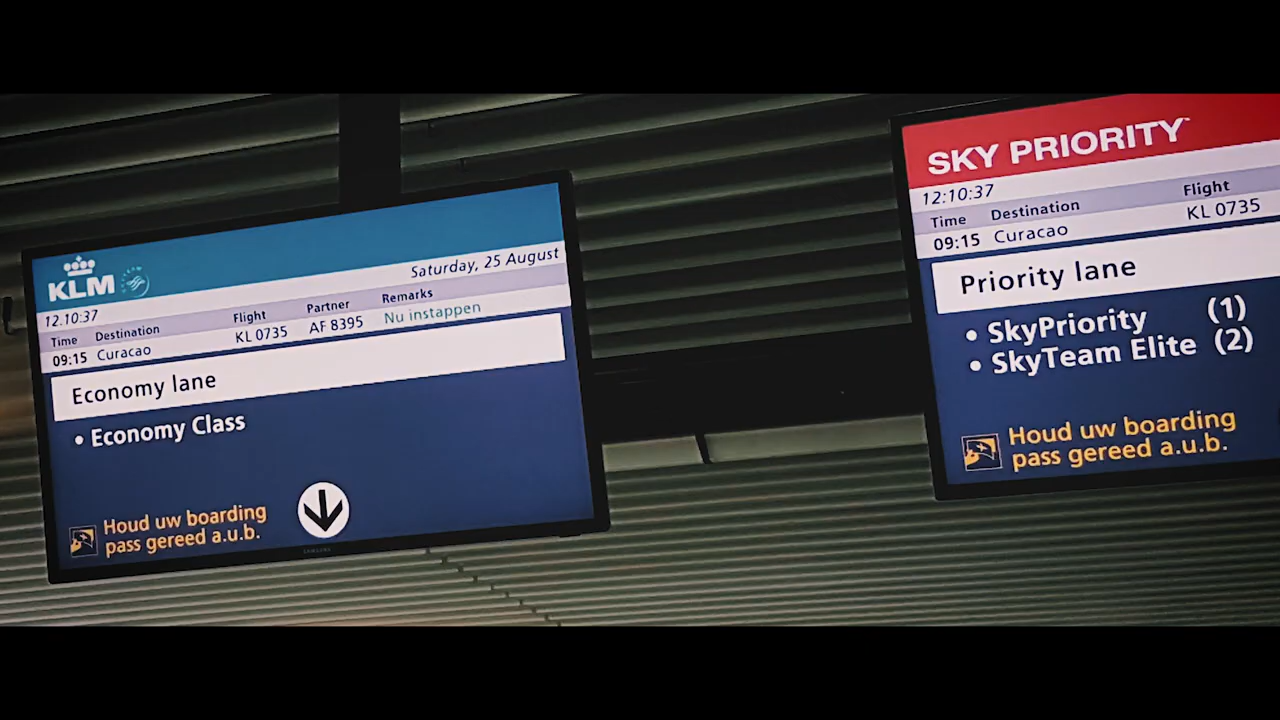 KLM
Saturday, 25 August
12:10:37
Time Destination Flight Partner Remarks
09:15 Curacao KL 0735 AF 8395 Nu instappen
Economy lane
• Economy Class
Houd uw boarding
pass gereed a.u.b.
SAMSUNG
SKY PRIORITY™
12:10:37
Time Destination Flight
09:15 Curacao KL 0735
Priority lane
• SkyPriority (1)
• SkyTeam Elite (2)
Houd uw boarding
pass gereed a.u.b.